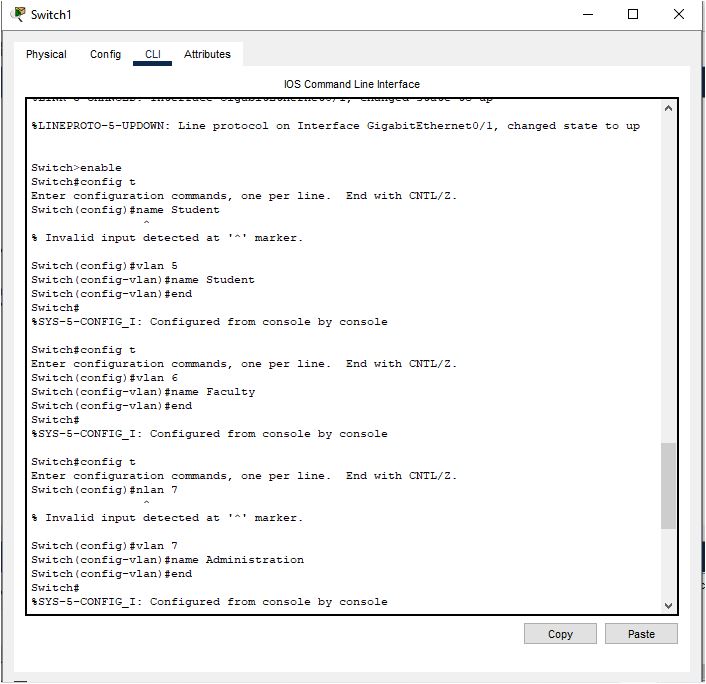 Switch1
Physical Config CLI Attributes
IOS Command Line Interface
%LINEPROTO-5-UPDOWN: Line protocol on Interface GigabitEthernet0/1, changed state to up
Switch>enable
Switch#config t
Enter configuration commands, one per line. End with CNTL/Z.
Switch(config)#name Student
^
% Invalid input detected at '^' marker.
Switch(config)#vlan 5
Switch(config-vlan)#name Student
Switch(config-vlan)#end
Switch#
%SYS-5-CONFIG_I: Configured from console by console
Switch#config t
Enter configuration commands, one per line. End with CNTL/Z.
Switch(config)#vlan 6
Switch(config-vlan)#name Faculty
Switch(config-vlan)#end
Switch#
%SYS-5-CONFIG_I: Configured from console by console
Switch#config t
Enter configuration commands, one per line. End with CNTL/Z.
Switch(config)#nlan 7
^
% Invalid input detected at '^' marker.
Switch(config)#vlan 7
Switch(config-vlan)#name Administration
Switch(config-vlan)#end
Switch#
%SYS-5-CONFIG_I: Configured from console by console
Copy Paste